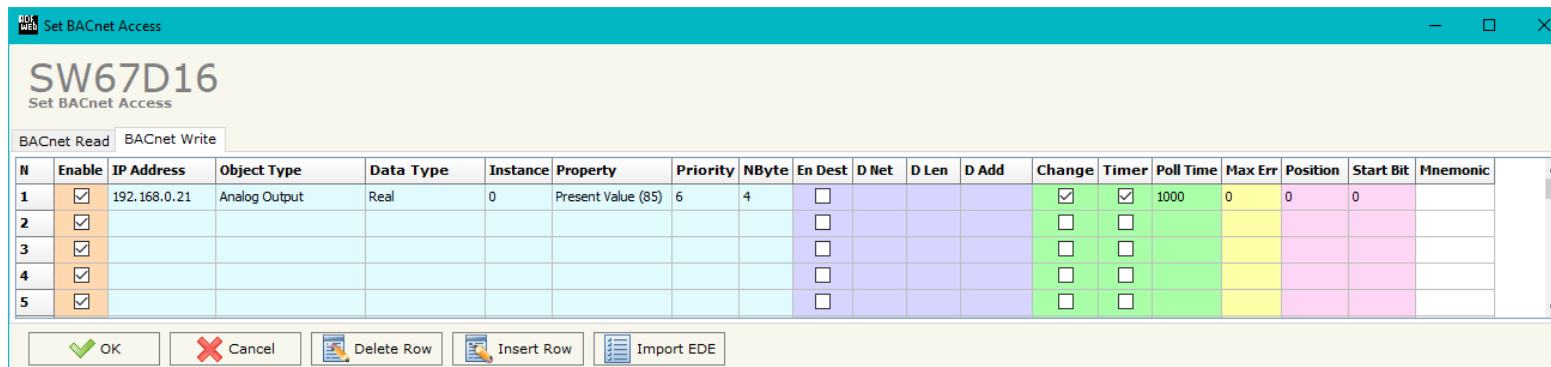 ADF WEB Set BACnet Access
SW67D16
Set BACnet Access
BACnet Read BACnet Write
N Enable IP Address Object Type Data Type Instance Property Priority NByte En Dest D Net D Len D Add Change Timer Poll Time Max Err Position Start Bit Mnemonic
1 192.168.0.21 Analog Output Real 0 Present Value (85) 6 4 1000 0 0 0
2
3
4
5
OK Cancel Delete Row Insert Row Import EDE